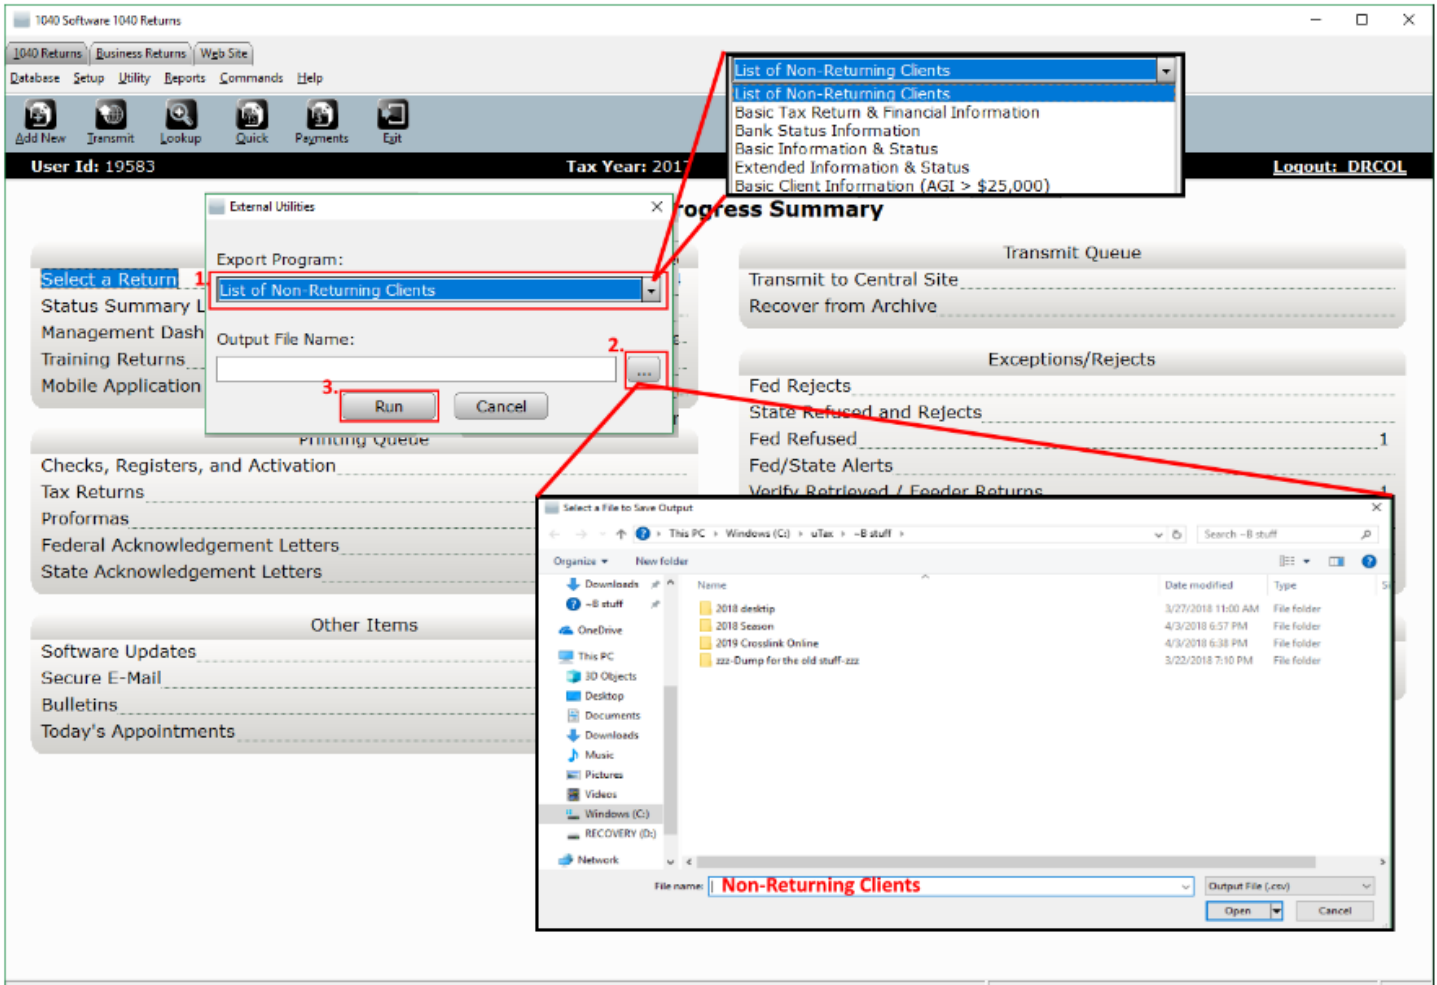 1040 Software 1040 Returns
1040 Returns Business Returns Web Site
Database Setup Utility Reports Commands Help
Add New Transmit Lookup Quick Payments Exit
User Id: 19583 Tax Year: 2017 Logout: DRCOL
List of Non-Returning Clients
List of Non-Returning Clients
Basic Tax Return & Financial Information
Bank Status Information
Basic Information & Status
Extended Information & Status
Basic Client Information (AGI > $25,000)
rogress Summary
External Utilities
Export Program:
1.
List of Non-Returning Clients
Output File Name:
2.
...
3.
Run Cancel
Select a Return
Status Summary L
Management Dash
Training Returns
Mobile Application
Printing Queue
Checks, Registers, and Activation
Tax Returns
Proformas
Federal Acknowledgement Letters
State Acknowledgement Letters
Other Items
Software Updates
Secure E-Mail
Bulletins
Today's Appointments
Transmit Queue
Transmit to Central Site
Recover from Archive
Exceptions/Rejects
Fed Rejects
State Refused and Rejects
Fed Refused 1
Fed/State Alerts
Verify Retrieved / Feeder Returns 1
Select a File to Save Output
This PC > Windows (C:) > uTax > ~B stuff >
Search ~B stuff
Organize New folder
Downloads
~B stuff
OneDrive
This PC
3D Objects
Desktop
Documents
Downloads
Music
Pictures
Videos
Windows (C:)
RECOVERY (D:)
Network
Name Date modified Type Si
2018 desktip 3/27/2018 11:00 AM File folder
2018 Season 4/3/2018 6:57 PM File folder
2019 Crosslink Online 4/3/2018 6:38 PM File folder
zzz-Dump for the old stuff-zzz 3/22/2018 7:10 PM File folder
File name: Non-Returning Clients Output File (.csv)
Open Cancel